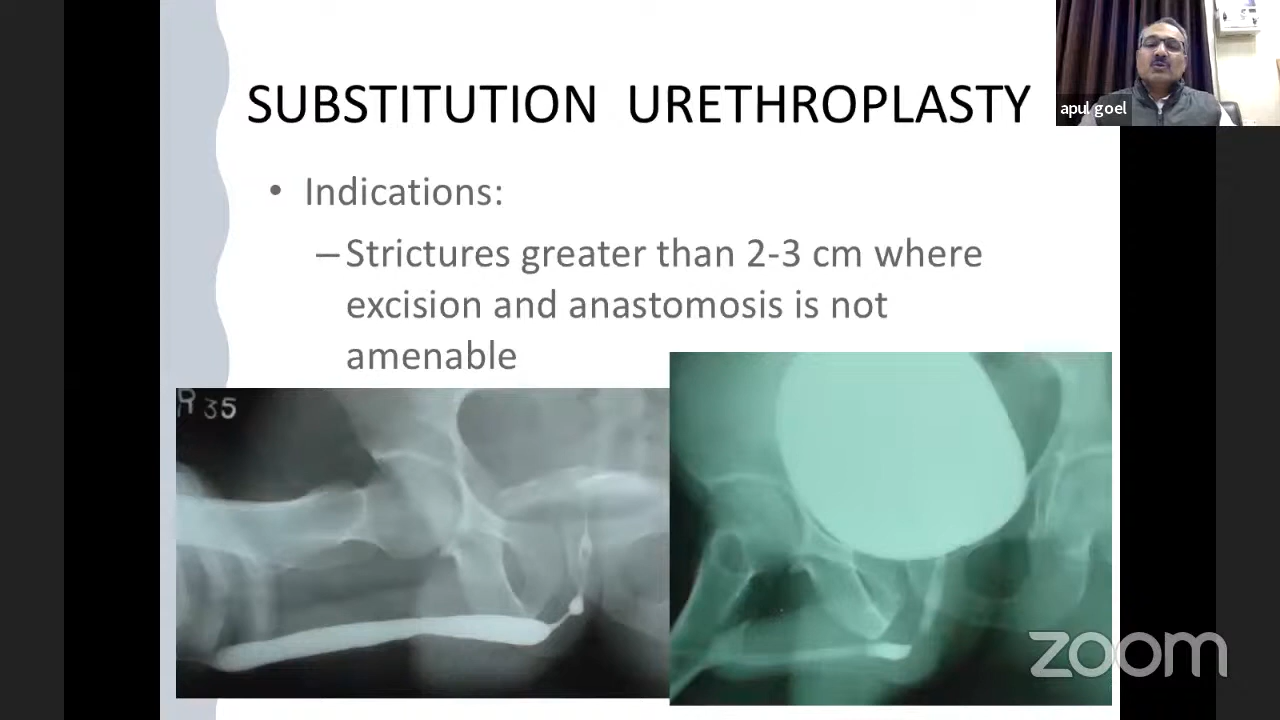 SUBSTITUTION URETHROPLASTY
apul goel
• Indications:
–Strictures greater than 2-3 cm where
excision and anastomosis is not
amenable
R 35
zoom